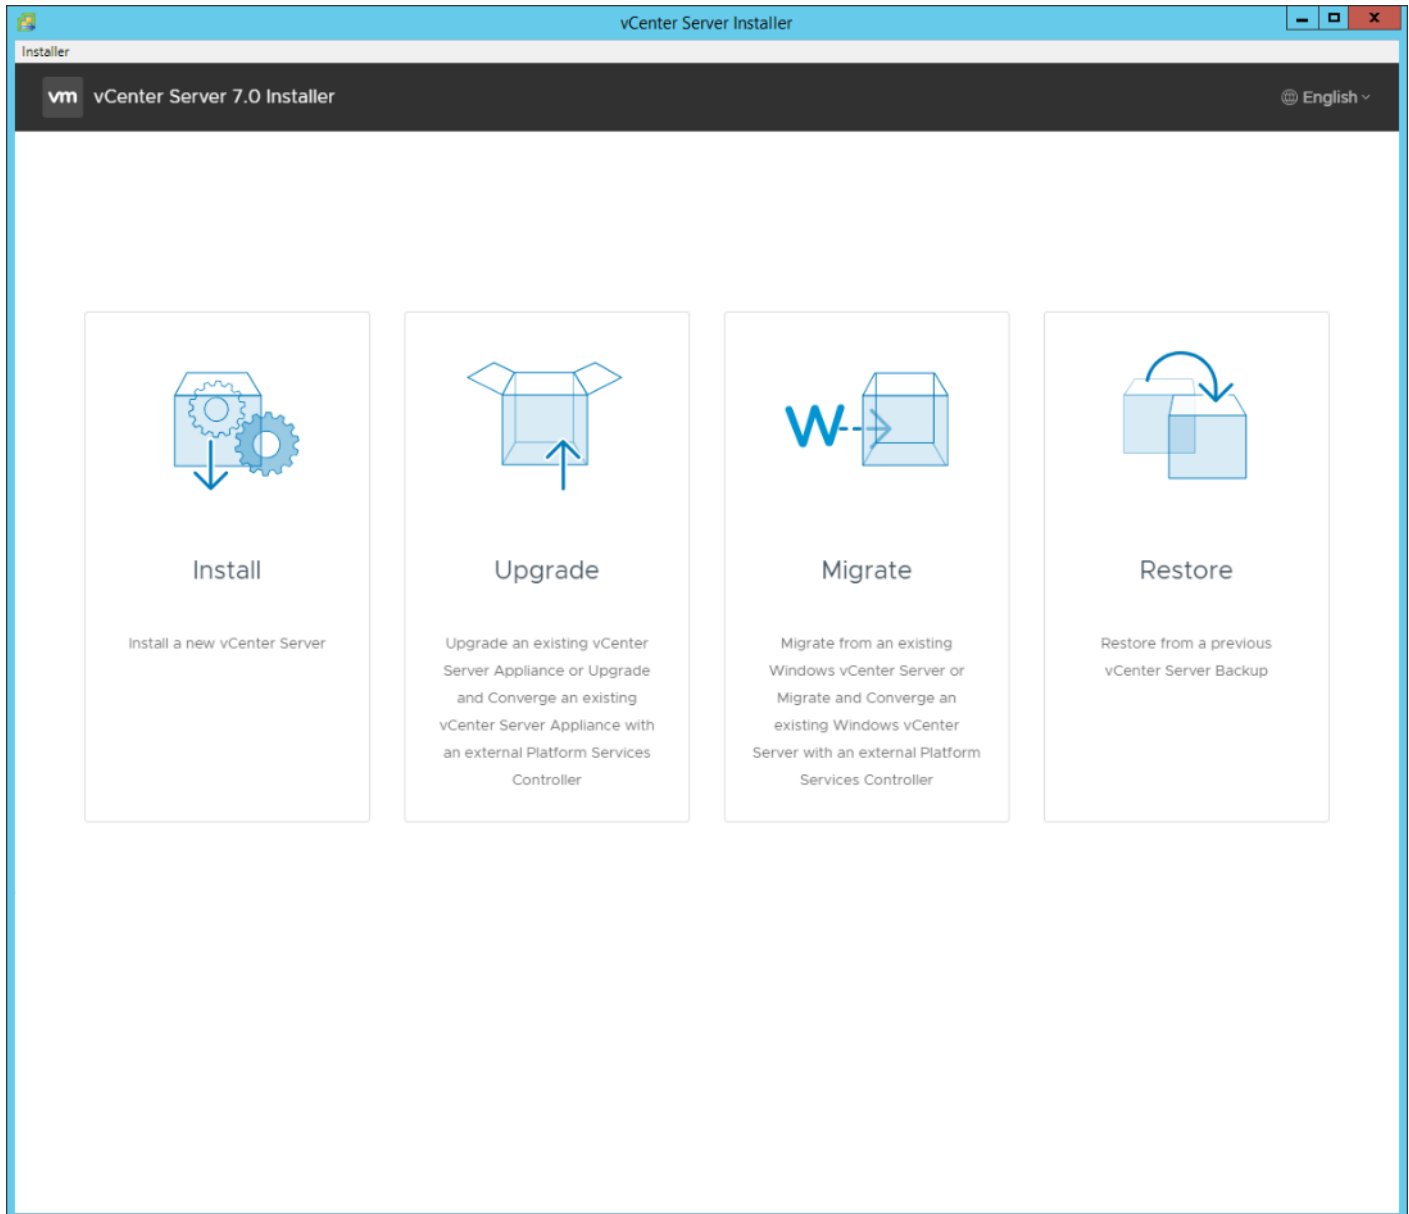 vCenter Server Installer
Installer
vm vCenter Server 7.0 Installer
English
W
Install
Install a new vCenter Server
Upgrade
Upgrade an existing vCenter
Server Appliance or Upgrade
and Converge an existing
vCenter Server Appliance with
an external Platform Services
Controller
Migrate
Migrate from an existing
Windows vCenter Server or
Migrate and Converge an
existing Windows vCenter
Server with an external Platform
Services Controller
Restore
Restore from a previous
vCenter Server Backup